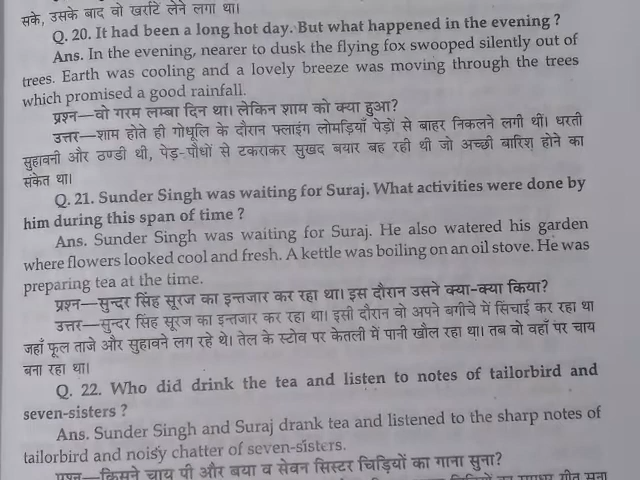 सके, उसके बाद वो खर्राटे लेने लगा था।
Q. 20. It had been a long hot day. But what happened in the evening ?
Ans. In the evening, nearer to dusk the flying fox swooped silently out of
trees. Earth was cooling and a lovely breeze was moving through the trees
which promised a good rainfall.
प्रश्न—वो गरम लम्बा दिन था। लेकिन शाम को क्या हुआ?
उत्तर—शाम होते ही गोधूलि के दौरान फ्लाइंग लोमड़ियाँ पेड़ों से बाहर निकलने लगी थीं। धरती
सुहावनी और ठण्डी थी, पेड़-पौधों से टकराकर सुखद बयार बह रही थी जो अच्छी बारिश होने का
संकेत था।
Q. 21. Sunder Singh was waiting for Suraj. What activities were done by
him during this span of time ?
Ans. Sunder Singh was waiting for Suraj. He also watered his garden
where flowers looked cool and fresh. A kettle was boiling on an oil stove. He was
preparing tea at the time.
प्रश्न—सुन्दर सिंह सूरज का इन्तजार कर रहा था। इस दौरान उसने क्या-क्या किया?
उत्तर—सुन्दर सिंह सूरज का इन्तजार कर रहा था। इसी दौरान वो अपने बगीचे में सिंचाई कर रहा था
जहाँ फूल ताजे और सुहावने लग रहे थे। तेल के स्टोव पर केतली में पानी खौल रहा था। तब वो वहाँ पर चाय
बना रहा था।
Q. 22. Who did drink the tea and listen to notes of tailorbird and
seven-sisters ?
Ans. Sunder Singh and Suraj drank tea and listened to the sharp notes of
tailorbird and noisy chatter of seven-sisters.
प्रश्न—किसने चाय पी और बया व सेवन सिस्टर चिड़ियों का गाना सुना?